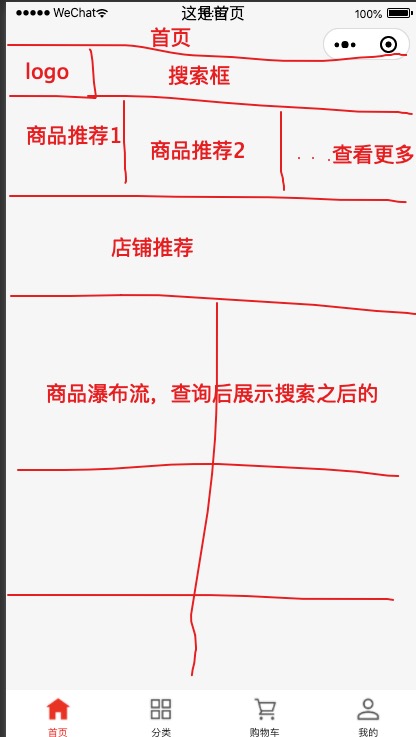 WeChat
这是首页
100%
首页
logo
搜索框
商品推荐1
商品推荐2
...查看更多
店铺推荐
商品瀑布流，查询后展示搜索之后的
首页
分类
购物车
我的